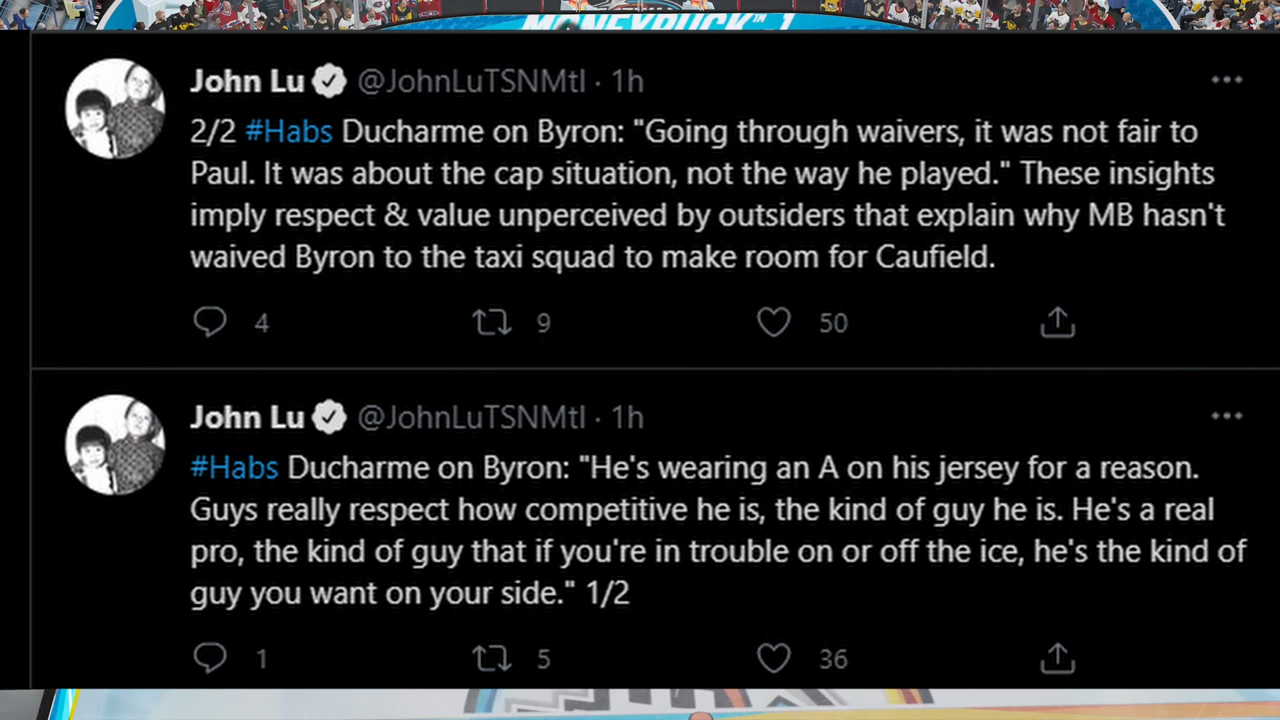 MONEYPUCK™ 1
John Lu @JohnLuTSNMtl · 1h
2/2 #Habs Ducharme on Byron: "Going through waivers, it was not fair to
Paul. It was about the cap situation, not the way he played." These insights
imply respect & value unperceived by outsiders that explain why MB hasn't
waived Byron to the taxi squad to make room for Caufield.
4 9 50
John Lu @JohnLuTSNMtl · 1h
#Habs Ducharme on Byron: "He's wearing an A on his jersey for a reason.
Guys really respect how competitive he is, the kind of guy he is. He's a real
pro, the kind of guy that if you're in trouble on or off the ice, he's the kind of
guy you want on your side." 1/2
1 5 36